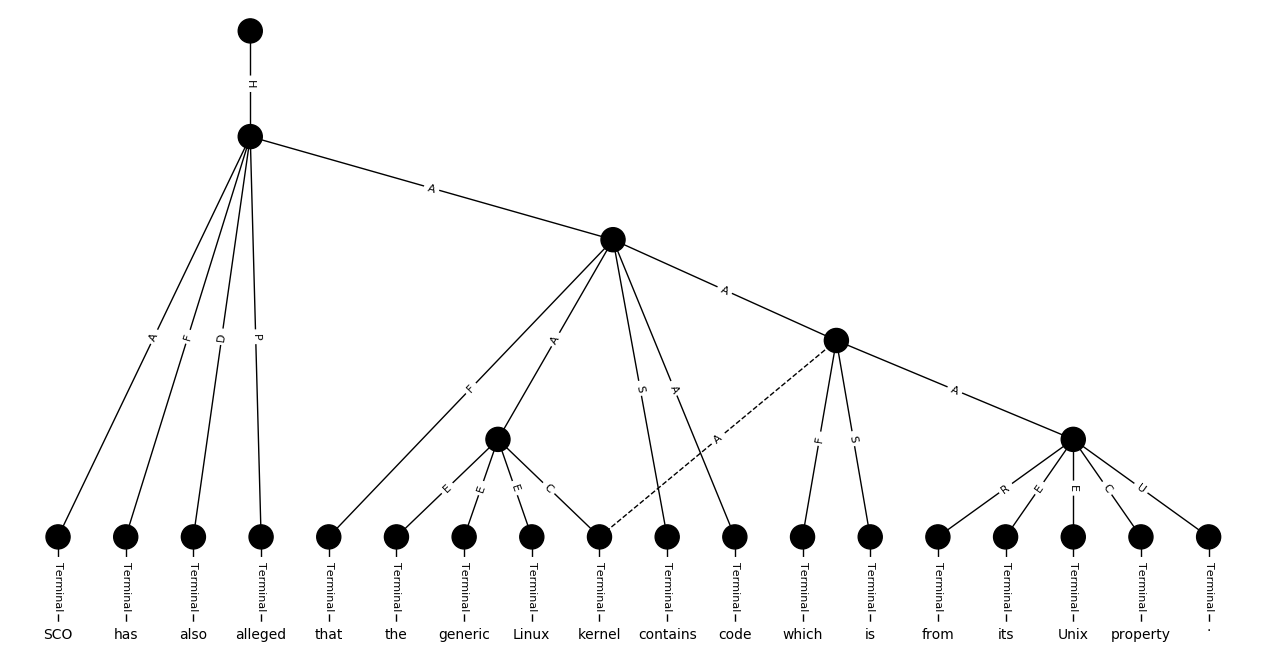 H
A
A
A
F
D
P
F
A
S
A
A
F
S
A
E
E
E
C
R
E
E
C
U
Terminal Terminal Terminal Terminal Terminal Terminal Terminal Terminal Terminal Terminal Terminal Terminal Terminal Terminal Terminal Terminal Terminal Terminal
SCO has also alleged that the generic Linux kernel contains code which is from its Unix property .